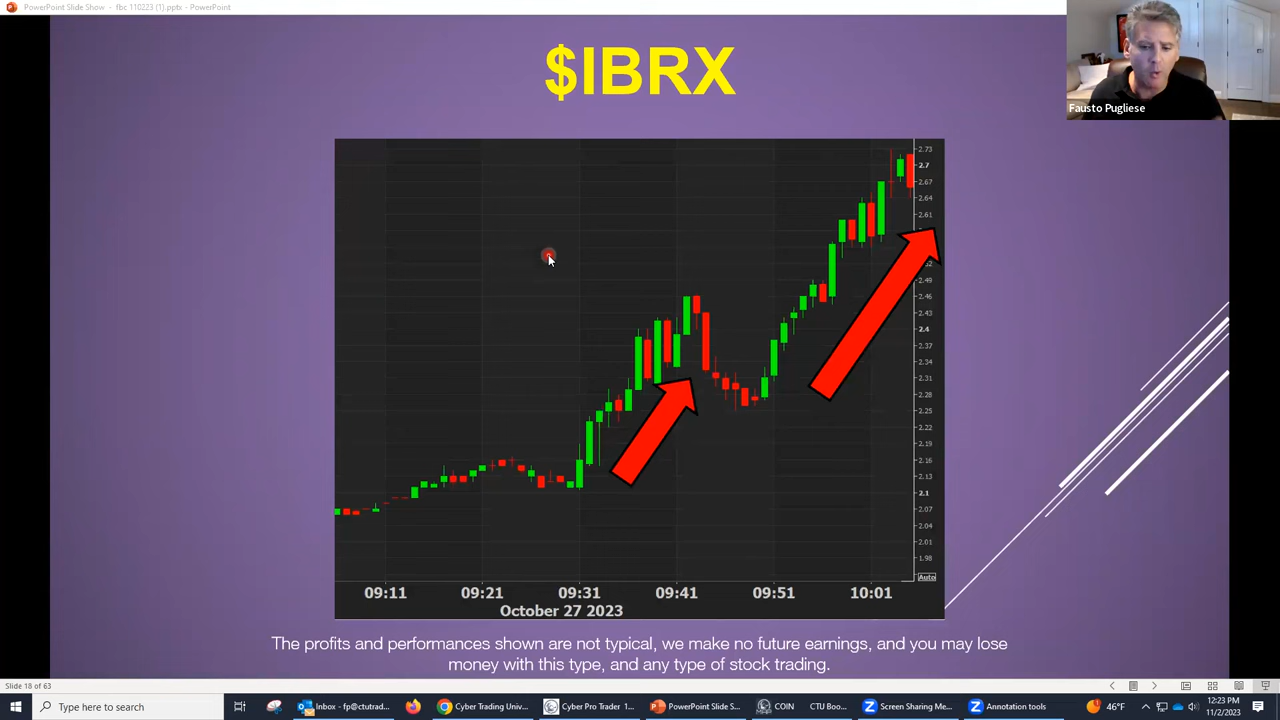 PowerPoint Slide Show - fbc 110223 (1).pptx - PowerPoint
$IBRX
Fausto Pugliese
2.73
2.7
2.67
2.64
2.61
2.49
2.46
2.43
2.4
2.37
2.34
2.31
2.28
2.25
2.22
2.19
2.16
2.13
2.1
2.07
2.04
2.01
1.98
Auto
09:11 09:21 09:31 09:41 09:51 10:01
October 27 2023
The profits and performances shown are not typical, we make no future earnings, and you may lose
money with this type, and any type of stock trading.
Slide 18 of 63
Type here to search
Inbox - fp@ctutrad...
Cyber Trading Univ...
Cyber Pro Trader 1...
PowerPoint Slide S...
COIN
CTU Boo...
Screen Sharing Me...
Annotation tools
46°F
12:23 PM
11/2/2023